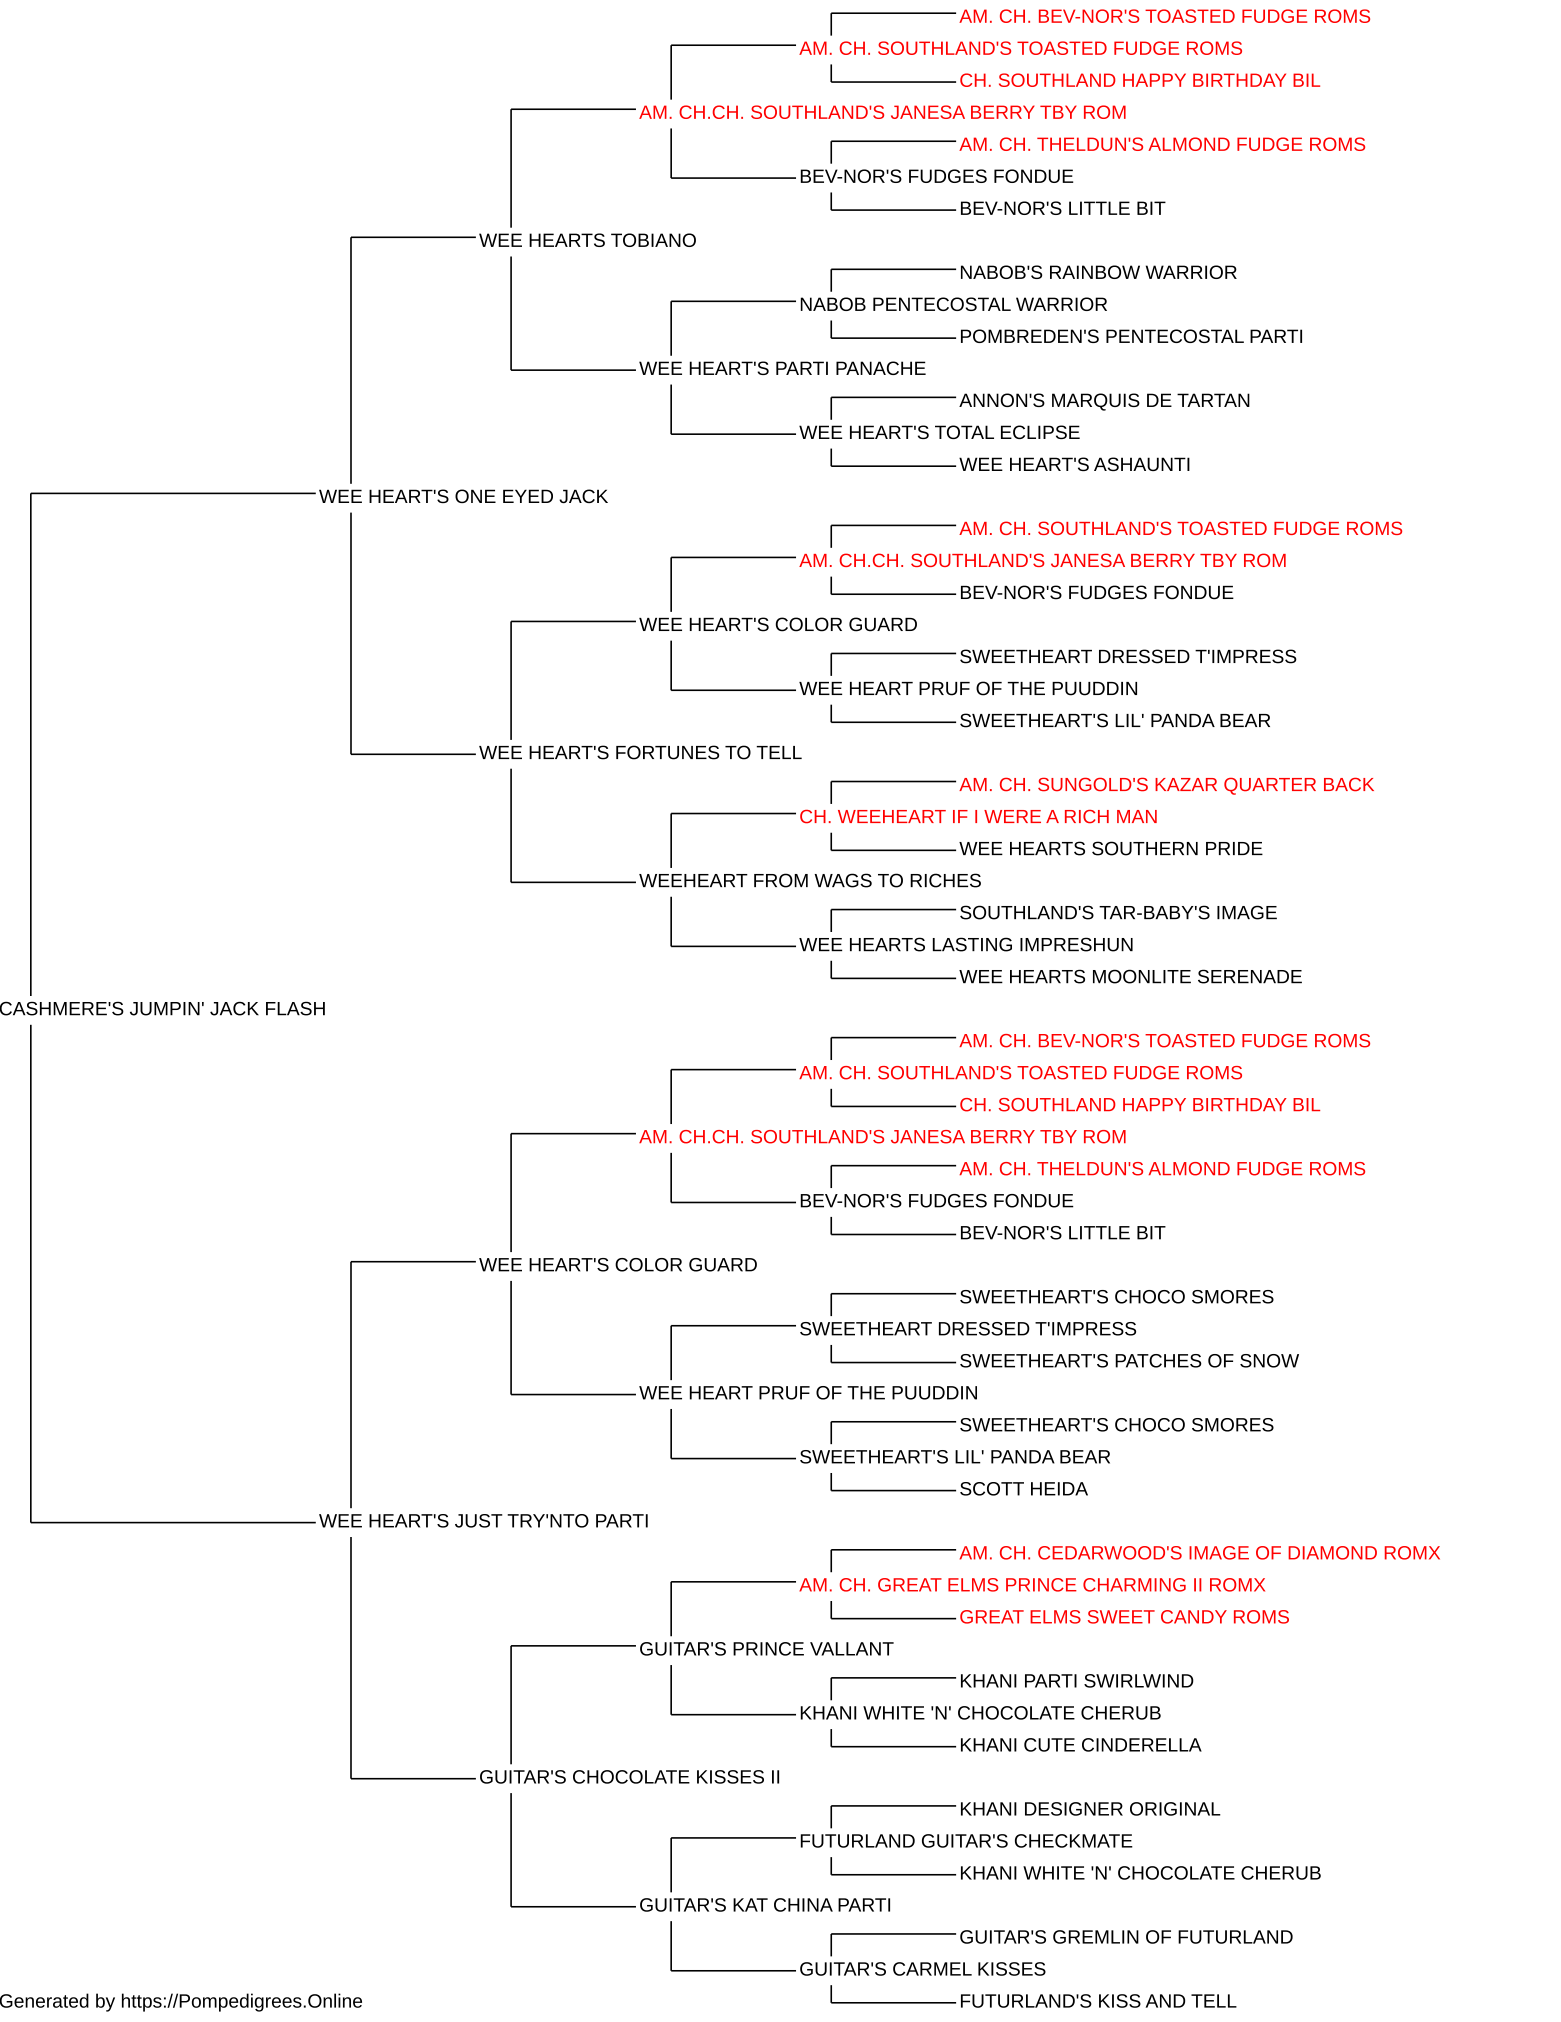 AM. CH. BEV-NOR'S TOASTED FUDGE ROMS
AM. CH. SOUTHLAND'S TOASTED FUDGE ROMS
CH. SOUTHLAND HAPPY BIRTHDAY BIL
AM. CH.CH. SOUTHLAND'S JANESA BERRY TBY ROM
AM. CH. THELDUN'S ALMOND FUDGE ROMS
BEV-NOR'S FUDGES FONDUE
BEV-NOR'S LITTLE BIT
WEE HEARTS TOBIANO
NABOB'S RAINBOW WARRIOR
NABOB PENTECOSTAL WARRIOR
POMBREDEN'S PENTECOSTAL PARTI
WEE HEART'S PARTI PANACHE
ANNON'S MARQUIS DE TARTAN
WEE HEART'S TOTAL ECLIPSE
WEE HEART'S ASHAUNTI
WEE HEART'S ONE EYED JACK
AM. CH. SOUTHLAND'S TOASTED FUDGE ROMS
AM. CH.CH. SOUTHLAND'S JANESA BERRY TBY ROM
BEV-NOR'S FUDGES FONDUE
WEE HEART'S COLOR GUARD
SWEETHEART DRESSED T'IMPRESS
WEE HEART PRUF OF THE PUUDDIN
SWEETHEART'S LIL' PANDA BEAR
WEE HEART'S FORTUNES TO TELL
AM. CH. SUNGOLD'S KAZAR QUARTER BACK
CH. WEEHEART IF I WERE A RICH MAN
WEE HEARTS SOUTHERN PRIDE
WEEHEART FROM WAGS TO RICHES
SOUTHLAND'S TAR-BABY'S IMAGE
WEE HEARTS LASTING IMPRESHUN
WEE HEARTS MOONLITE SERENADE
CASHMERE'S JUMPIN' JACK FLASH
AM. CH. BEV-NOR'S TOASTED FUDGE ROMS
AM. CH. SOUTHLAND'S TOASTED FUDGE ROMS
CH. SOUTHLAND HAPPY BIRTHDAY BIL
AM. CH.CH. SOUTHLAND'S JANESA BERRY TBY ROM
AM. CH. THELDUN'S ALMOND FUDGE ROMS
BEV-NOR'S FUDGES FONDUE
BEV-NOR'S LITTLE BIT
WEE HEART'S COLOR GUARD
SWEETHEART'S CHOCO SMORES
SWEETHEART DRESSED T'IMPRESS
SWEETHEART'S PATCHES OF SNOW
WEE HEART PRUF OF THE PUUDDIN
SWEETHEART'S CHOCO SMORES
SWEETHEART'S LIL' PANDA BEAR
SCOTT HEIDA
WEE HEART'S JUST TRY'NTO PARTI
AM. CH. CEDARWOOD'S IMAGE OF DIAMOND ROMX
AM. CH. GREAT ELMS PRINCE CHARMING II ROMX
GREAT ELMS SWEET CANDY ROMS
GUITAR'S PRINCE VALLANT
KHANI PARTI SWIRLWIND
KHANI WHITE 'N' CHOCOLATE CHERUB
KHANI CUTE CINDERELLA
GUITAR'S CHOCOLATE KISSES II
KHANI DESIGNER ORIGINAL
FUTURLAND GUITAR'S CHECKMATE
KHANI WHITE 'N' CHOCOLATE CHERUB
GUITAR'S KAT CHINA PARTI
GUITAR'S GREMLIN OF FUTURLAND
GUITAR'S CARMEL KISSES
FUTURLAND'S KISS AND TELL
Generated by https://Pompedigrees.Online